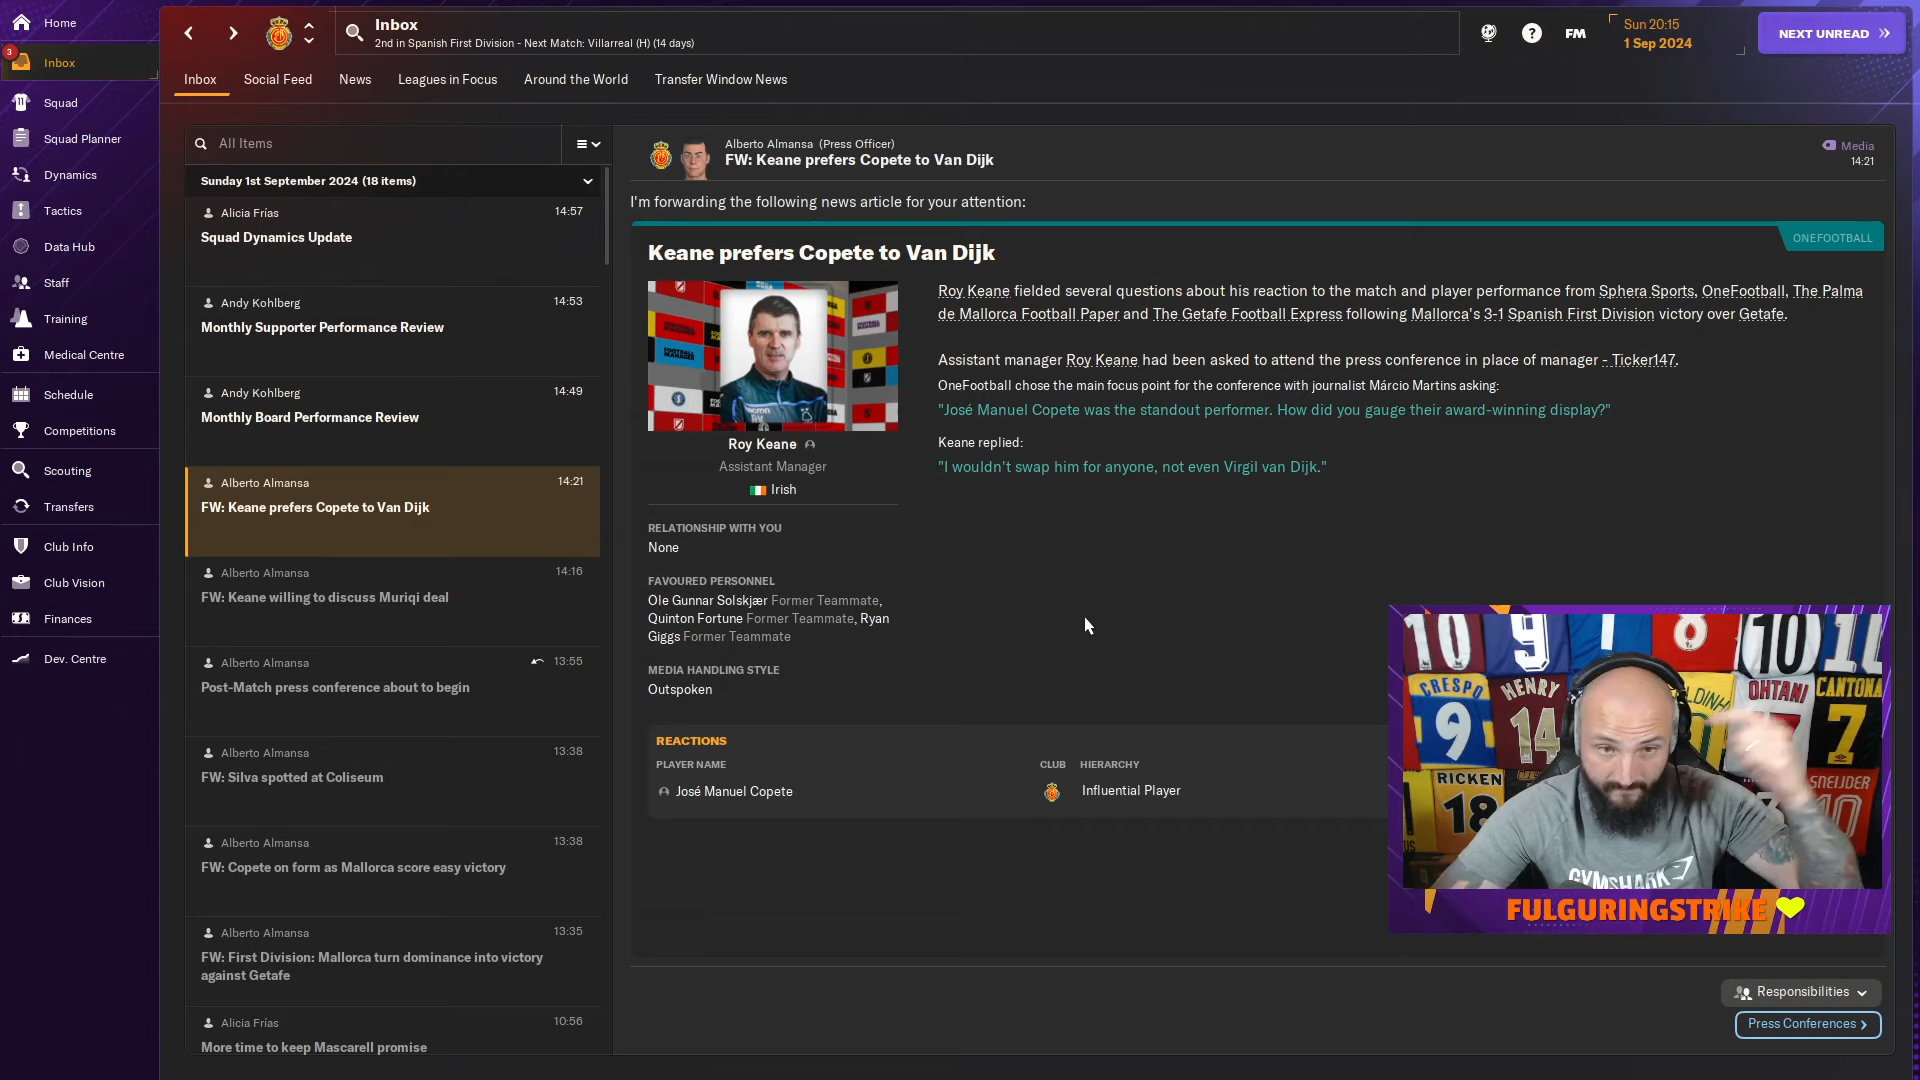 Home
3
Inbox
Squad
Squad Planner
Dynamics
Tactics
Data Hub
Staff
Training
Medical Centre
Schedule
Competitions
Scouting
Transfers
Club Info
Club Vision
Finances
Dev. Centre
Inbox
2nd in Spanish First Division - Next Match: Villarreal (H) (14 days)
FM
Sun 20:15
1 Sep 2024
NEXT UNREAD
Inbox
Social Feed
News
Leagues in Focus
Around the World
Transfer Window News
All Items
Sunday 1st September 2024 (18 items)
Alicia Frías 14:57
Squad Dynamics Update
Andy Kohlberg 14:53
Monthly Supporter Performance Review
Andy Kohlberg 14:49
Monthly Board Performance Review
Alberto Almansa 14:21
FW: Keane prefers Copete to Van Dijk
Alberto Almansa 14:16
FW: Keane willing to discuss Muriqi deal
Alberto Almansa 13:55
Post-Match press conference about to begin
Alberto Almansa 13:38
FW: Silva spotted at Coliseum
Alberto Almansa 13:38
FW: Copete on form as Mallorca score easy victory
Alberto Almansa 13:35
FW: First Division: Mallorca turn dominance into victory
against Getafe
Alicia Frías 10:56
More time to keep Mascarell promise
Alberto Almansa (Press Officer)
FW: Keane prefers Copete to Van Dijk
Media
14:21
I'm forwarding the following news article for your attention:
ONEFOOTBALL
Keane prefers Copete to Van Dijk
Roy Keane
Assistant Manager
Irish
RELATIONSHIP WITH YOU
None
FAVOURED PERSONNEL
Ole Gunnar Solskjær Former Teammate,
Quinton Fortune Former Teammate, Ryan
Giggs Former Teammate
MEDIA HANDLING STYLE
Outspoken
Roy Keane fielded several questions about his reaction to the match and player performance from Sphera Sports, OneFootball, The Palma
de Mallorca Football Paper and The Getafe Football Express following Mallorca's 3-1 Spanish First Division victory over Getafe.
Assistant manager Roy Keane had been asked to attend the press conference in place of manager - Ticker147.
OneFootball chose the main focus point for the conference with journalist Márcio Martins asking:
"José Manuel Copete was the standout performer. How did you gauge their award-winning display?"
Keane replied:
"I wouldn't swap him for anyone, not even Virgil van Dijk."
REACTIONS
PLAYER NAME CLUB HIERARCHY
José Manuel Copete Influential Player
10 9 8 10
CRESPO
9
HENRY
14
OHTANI
CANTONA
7
RICKEN
18
SNEIJDER
10
GYMSHARK
FULGURINGSTRIKE
Responsibilities
Press Conferences